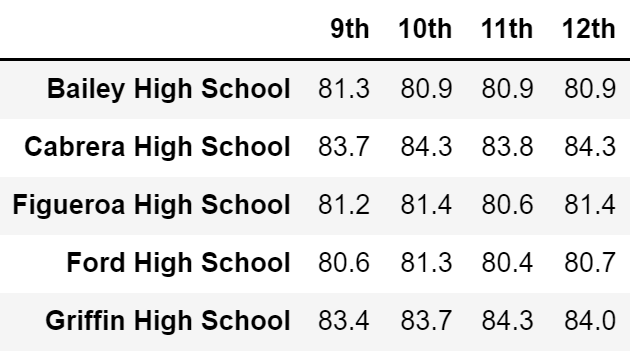 9th 10th 11th 12th
Bailey High School 81.3 80.9 80.9 80.9
Cabrera High School 83.7 84.3 83.8 84.3
Figueroa High School 81.2 81.4 80.6 81.4
Ford High School 80.6 81.3 80.4 80.7
Griffin High School 83.4 83.7 84.3 84.0